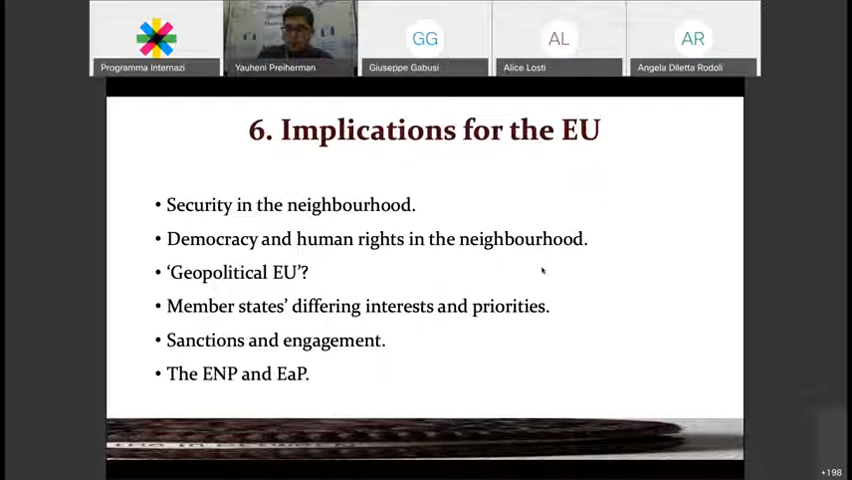 GG
AL
AR
Programma Internazi
Yauheni Preiherman
Giuseppe Gabusi
Alice Losti
Angela Diletta Rodoli
6. Implications for the EU
• Security in the neighbourhood.
• Democracy and human rights in the neighbourhood.
• ‘Geopolitical EU’?
• Member states’ differing interests and priorities.
• Sanctions and engagement.
• The ENP and EaP.
+198